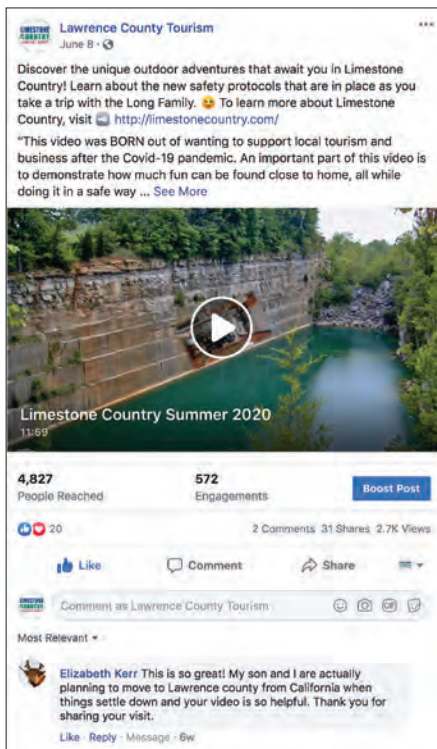 LIMESTONE
COUNTRY
Lawrence County Tourism
June 8 ·
Discover the unique outdoor adventures that await you in Limestone
Country! Learn about the new safety protocols that are in place as you
take a trip with the Long Family. 😉 To learn more about Limestone
Country, visit ➡️ http://limestonecountry.com/
"This video was BORN out of wanting to support local tourism and
business after the Covid-19 pandemic. An important part of this video is
to demonstrate how much fun can be found close to home, all while
doing it in a safe way ... See More
Limestone Country Summer 2020
11:59
4,827 572
People Reached Engagements Boost Post
20 2 Comments 31 Shares 2.7K Views
Like Comment Share
LIMESTONE
COUNTRY
Comment as Lawrence County Tourism GIF
Most Relevant
Elizabeth Kerr This is so great! My son and I are actually
planning to move to Lawrence county from California when
things settle down and your video is so helpful. Thank you for
sharing your visit.
Like · Reply · Message · 6w